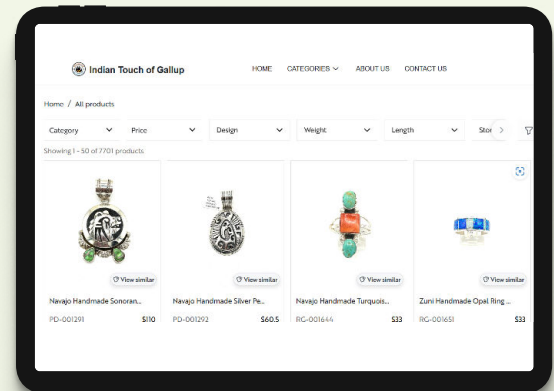 Indian Touch of Gallup
HOME CATEGORIES ABOUT US CONTACT US
Home / All products
Category Price Design Weight Length Stor
Showing 1 - 50 of 7701 products
View similar View similar View similar View similar
Navajo Handmade Sonoran... Navajo Handmade Silver Pe... Navajo Handmade Turquois... Zuni Handmade Opal Ring ...
PD-001291 $110 PD-001292 $60.5 RG-001644 $33 RG-001651 $33